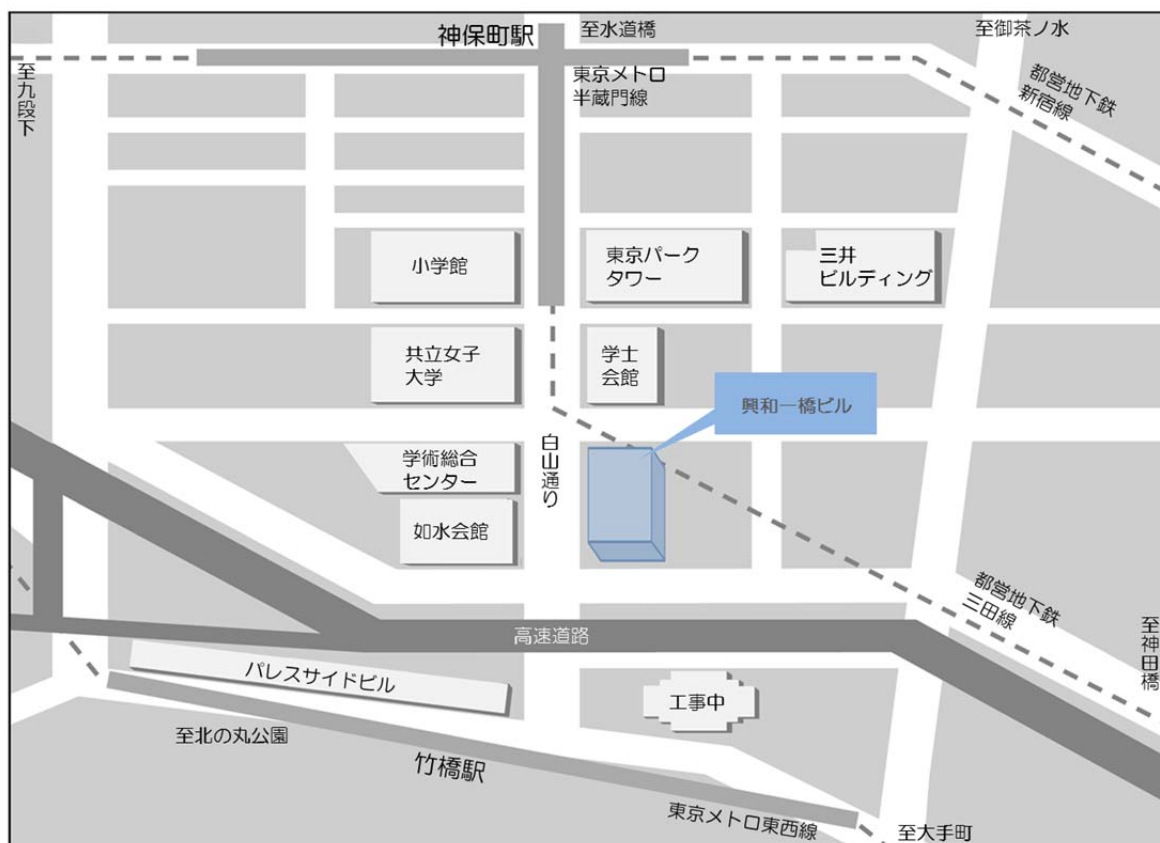 神保町駅
至水道橋
至御茶ノ水
至九段下
東京メトロ
半蔵門線
都営地下鉄
新宿線
小学館
東京パーク
タワー
三井
ビルディング
共立女子
大学
学士
会館
興和一橋ビル
白山通り
学術総合
センター
如水会館
都営地下鉄
三田線
至神田橋
高速道路
パレスサイドビル
工事中
至北の丸公園
竹橋駅
東京メトロ東西線
至大手町